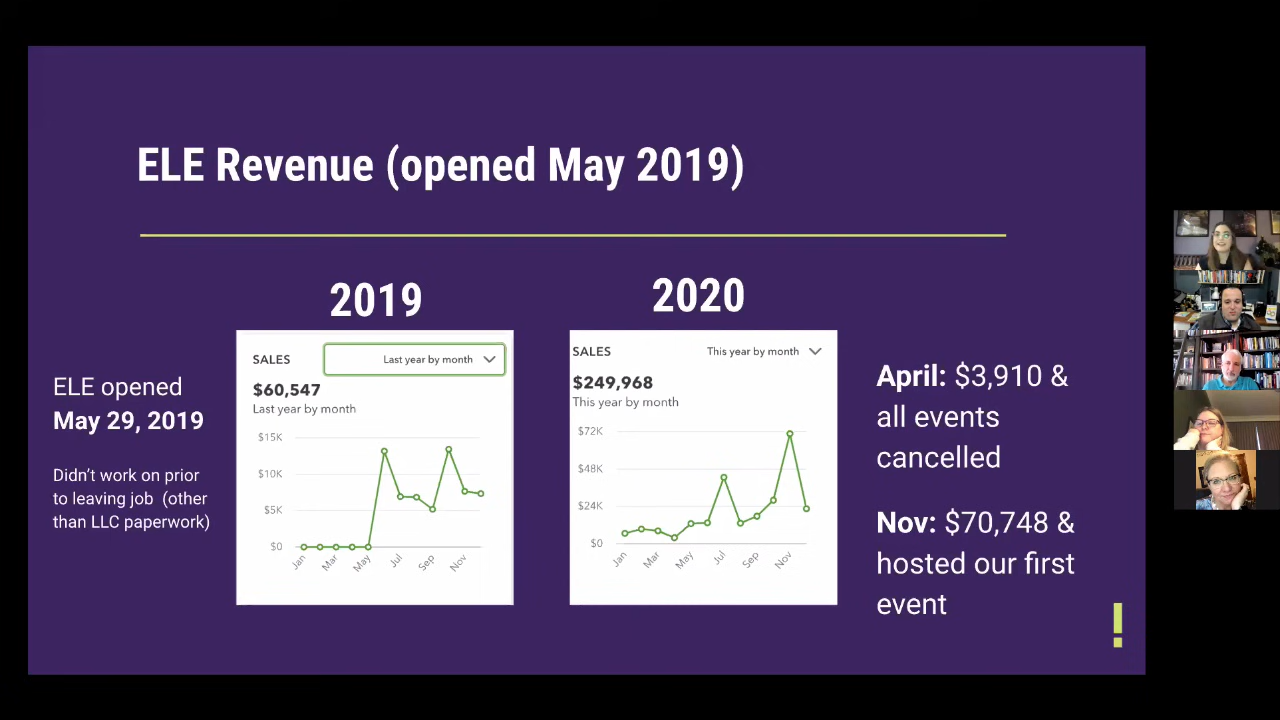 ELE Revenue (opened May 2019)
ELE opened
May 29, 2019
Didn't work on prior
to leaving job (other
than LLC paperwork)
2019
SALES
Last year by month
$60,547
Last year by month
$15K
$10K
$5K
$0
Jan
Mar
May
Jul
Sep
Nov
2020
SALES
This year by month
$249,968
This year by month
$72K
$48K
$24K
$0
Jan
Mar
May
Jul
Sep
Nov
April: $3,910 &
all events
cancelled
Nov: $70,748 &
hosted our first
event
!